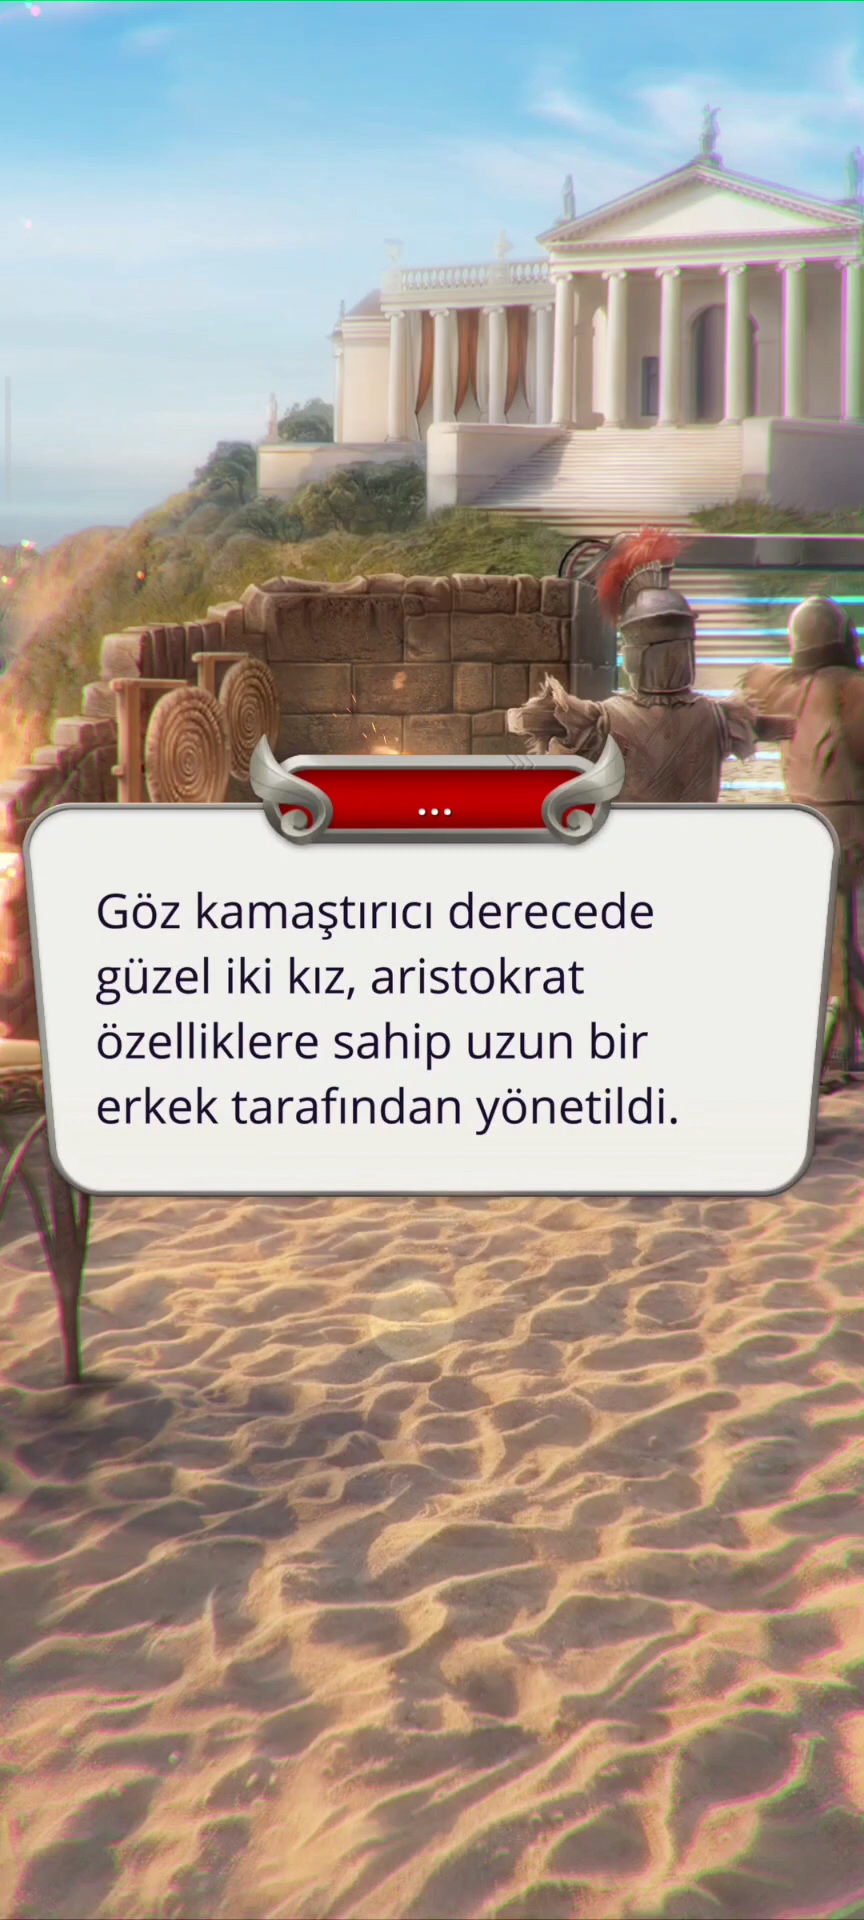 ...
Göz kamaştırıcı derecede
güzel iki kız, aristokrat
özelliklere sahip uzun bir
erkek tarafından yönetildi.